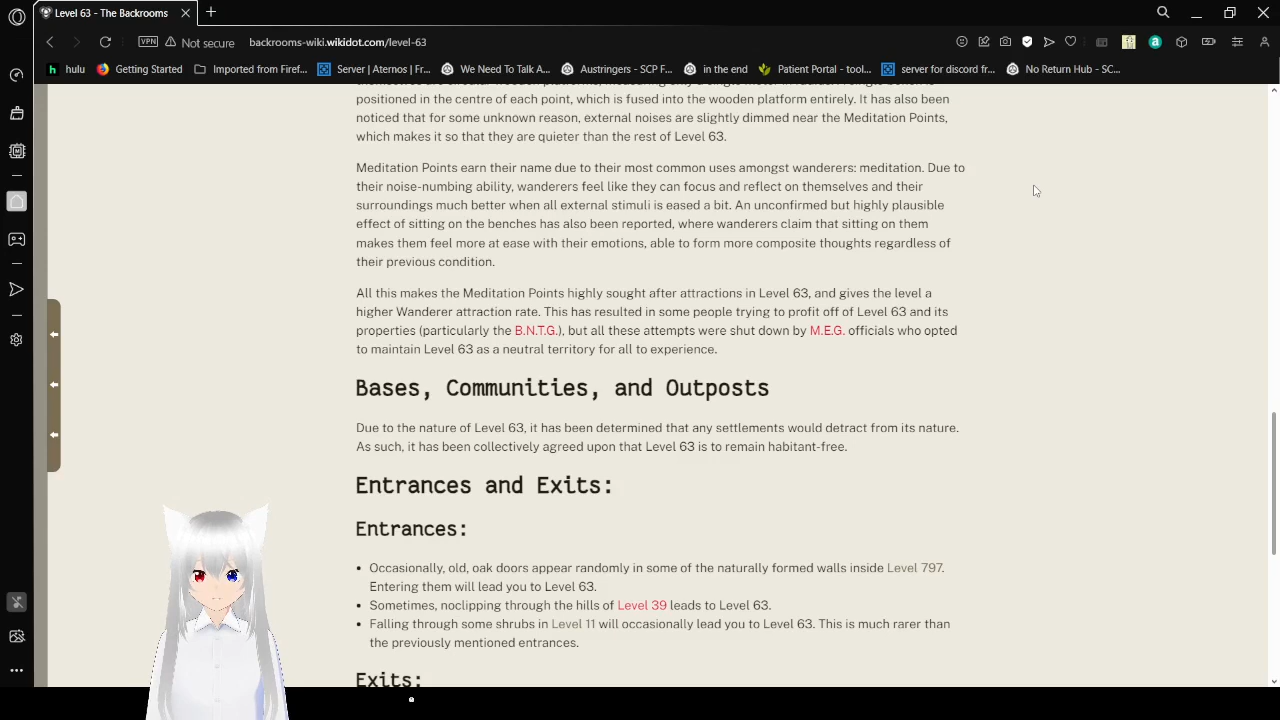 Level 63 - The Backrooms
VPN
Not secure
backrooms-wiki.wikidot.com/level-63
hulu
Getting Started
Imported from Firef...
Server | Aternos | Fr...
We Need To Talk A...
Austringers - SCP F...
in the end
Patient Portal - tool...
server for discord fr...
No Return Hub - SC...
positioned in the centre of each point, which is fused into the wooden platform entirely. It has also been
noticed that for some unknown reason, external noises are slightly dimmed near the Meditation Points,
which makes it so that they are quieter than the rest of Level 63.
Meditation Points earn their name due to their most common uses amongst wanderers: meditation. Due to
their noise-numbing ability, wanderers feel like they can focus and reflect on themselves and their
surroundings much better when all external stimuli is eased a bit. An unconfirmed but highly plausible
effect of sitting on the benches has also been reported, where wanderers claim that sitting on them
makes them feel more at ease with their emotions, able to form more composite thoughts regardless of
their previous condition.
All this makes the Meditation Points highly sought after attractions in Level 63, and gives the level a
higher Wanderer attraction rate. This has resulted in some people trying to profit off of Level 63 and its
properties (particularly the B.N.T.G.), but all these attempts were shut down by M.E.G. officials who opted
to maintain Level 63 as a neutral territory for all to experience.
Bases, Communities, and Outposts
Due to the nature of Level 63, it has been determined that any settlements would detract from its nature.
As such, it has been collectively agreed upon that Level 63 is to remain habitant-free.
Entrances and Exits:
Entrances:
• Occasionally, old, oak doors appear randomly in some of the naturally formed walls inside Level 797.
Entering them will lead you to Level 63.
• Sometimes, noclipping through the hills of Level 39 leads to Level 63.
• Falling through some shrubs in Level 11 will occasionally lead you to Level 63. This is much rarer than
the previously mentioned entrances.
Exits: